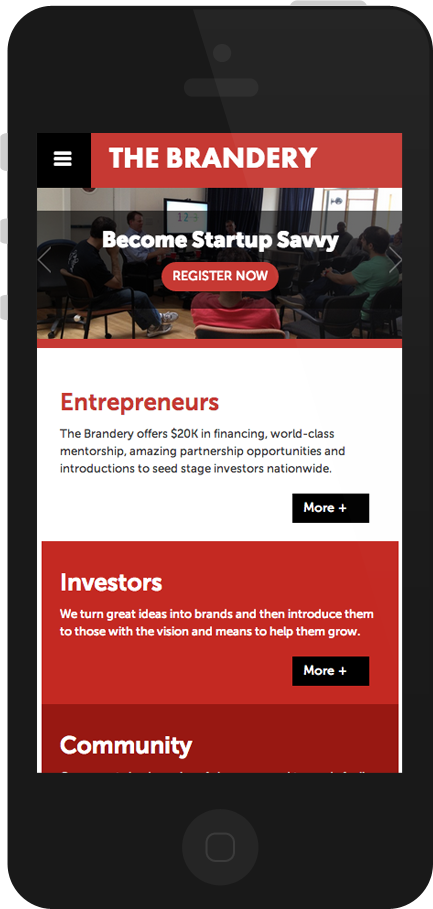 THE BRANDERY
Become Startup Savvy
REGISTER NOW
Entrepreneurs
The Brandery offers $20K in financing, world-class
mentorship, amazing partnership opportunities and
introductions to seed stage investors nationwide.
More +
Investors
We turn great ideas into brands and then introduce them
to those with the vision and means to help them grow.
More +
Community